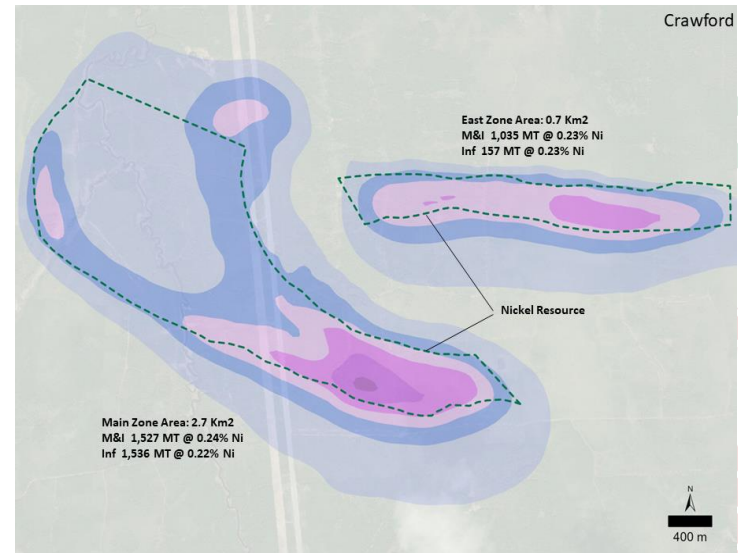 Crawford
East Zone Area: 0.7 Km2
M&I 1,035 MT @ 0.23% Ni
Inf 157 MT @ 0.23% Ni
Nickel Resource
Main Zone Area: 2.7 Km2
M&I 1,527 MT @ 0.24% Ni
Inf 1,536 MT @ 0.22% Ni
N
400 m